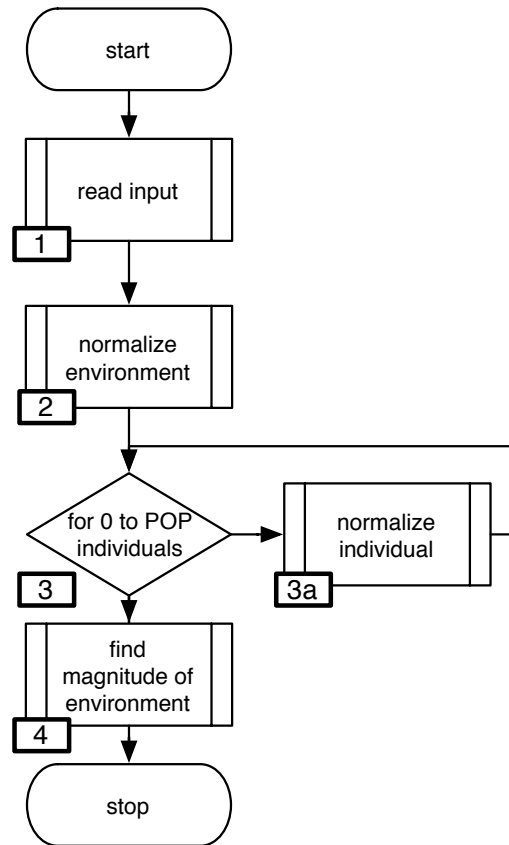 start
read input
1
normalize
environment
2
for 0 to POP
individuals
3
normalize
individual
3a
find
magnitude of
environment
4
stop